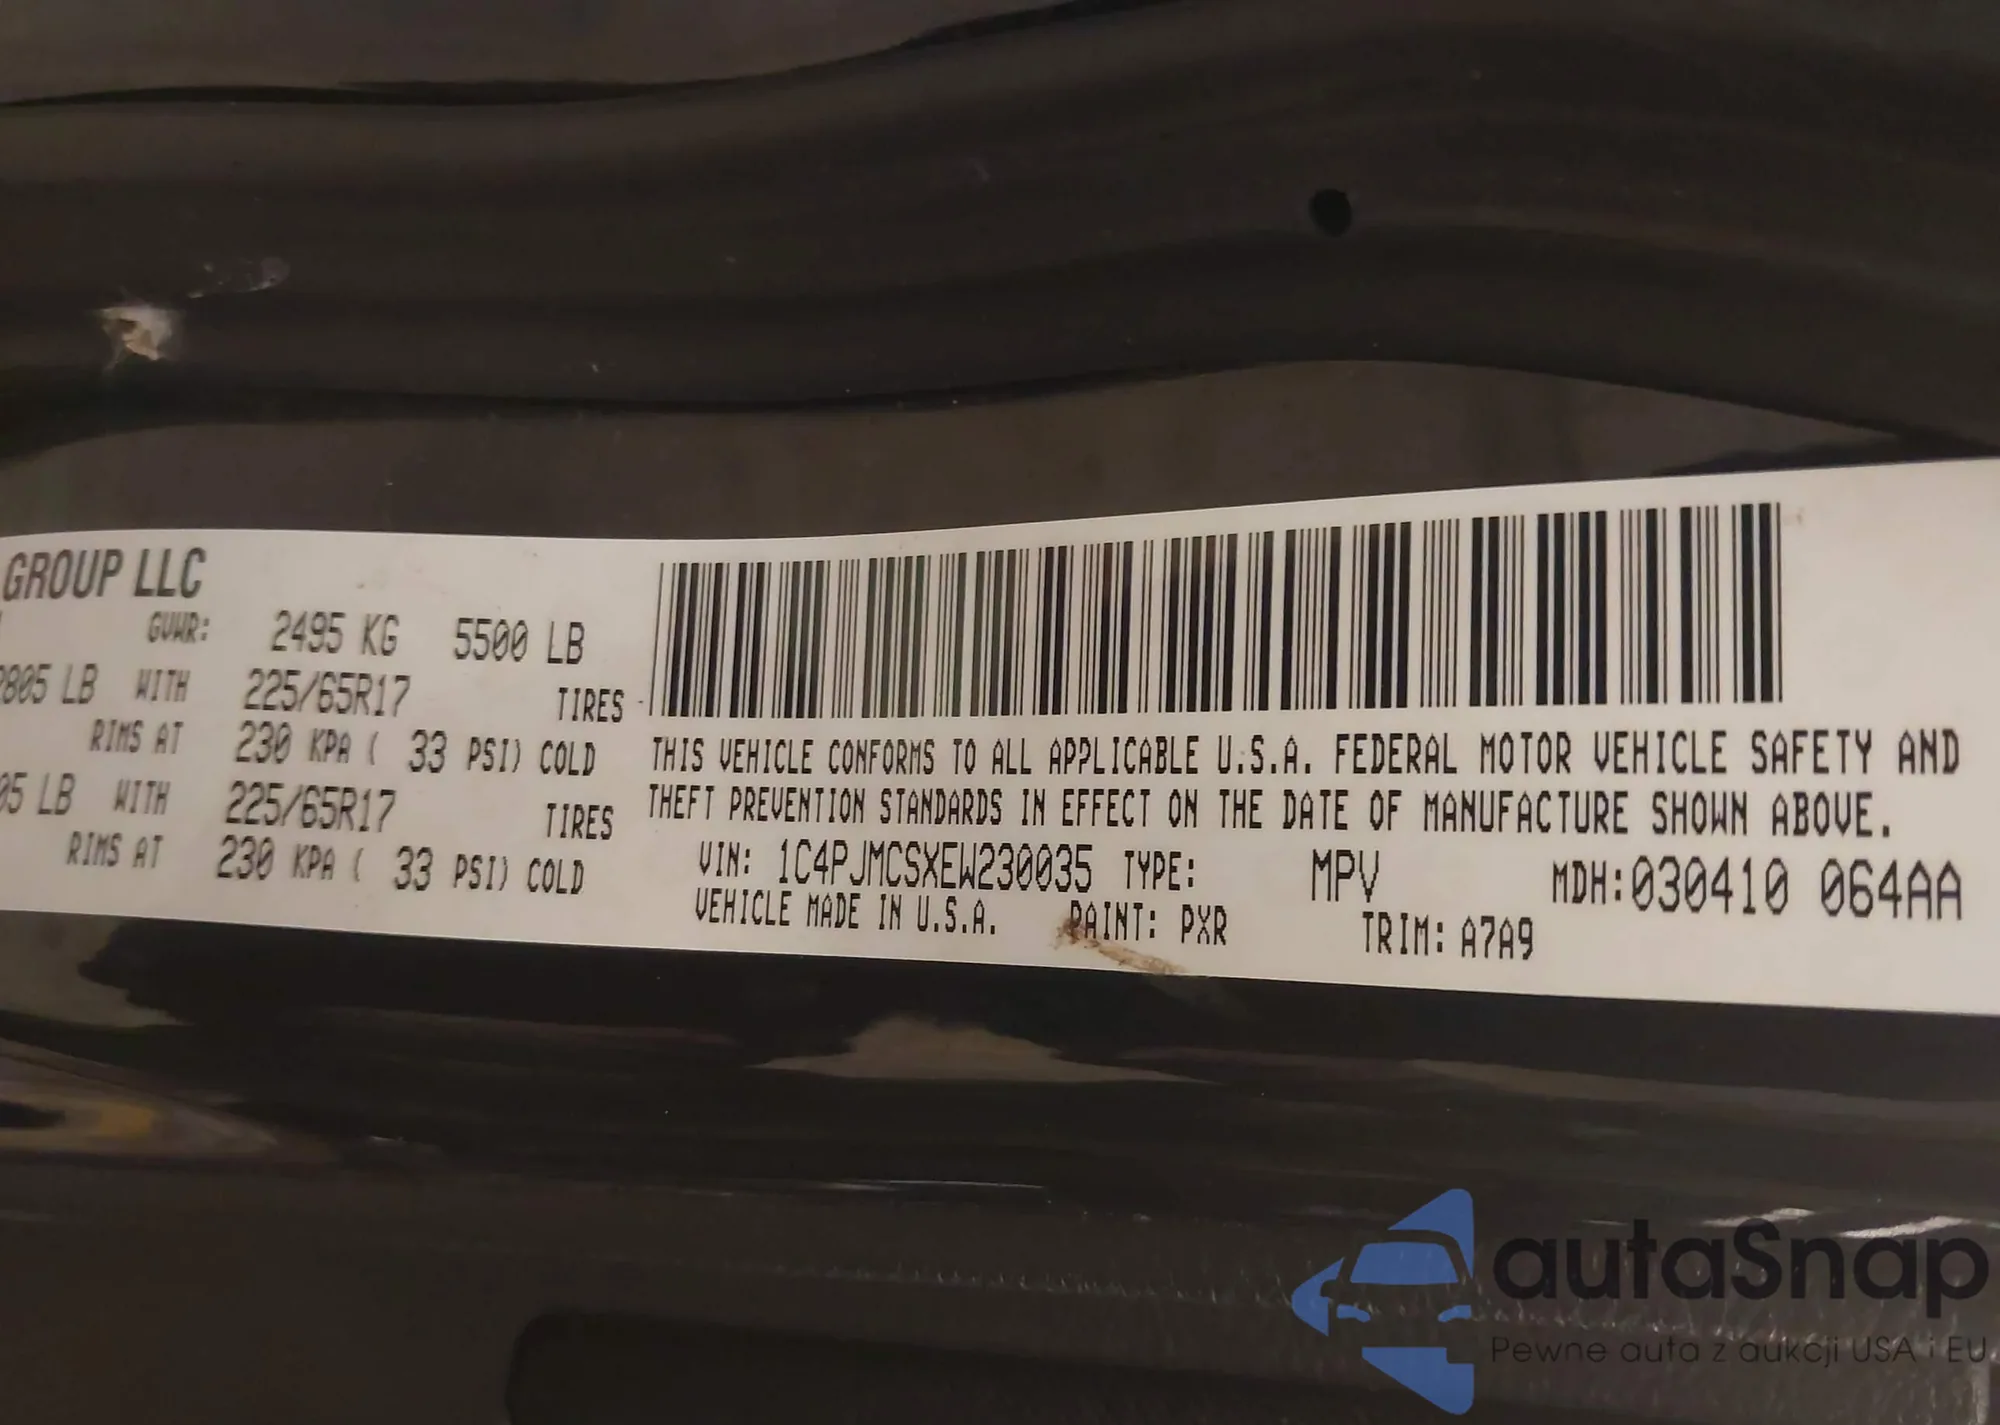 GROUP LLC
GVWR: 2495 KG 5500 LB
2805 LB WITH 225/65R17 TIRES
RIMS AT 230 KPA ( 33 PSI) COLD
05 LB WITH 225/65R17 TIRES
RIMS AT 230 KPA ( 33 PSI) COLD
THIS VEHICLE CONFORMS TO ALL APPLICABLE U.S.A. FEDERAL MOTOR VEHICLE SAFETY AND
THEFT PREVENTION STANDARDS IN EFFECT ON THE DATE OF MANUFACTURE SHOWN ABOVE.
VIN: 1C4PJMCSXEW230035 TYPE: MPV MDH:030410 064AA
VEHICLE MADE IN U.S.A. PAINT: PXR TRIM: A7A9
autaSnap
Pewne auta z aukcji USA i EU